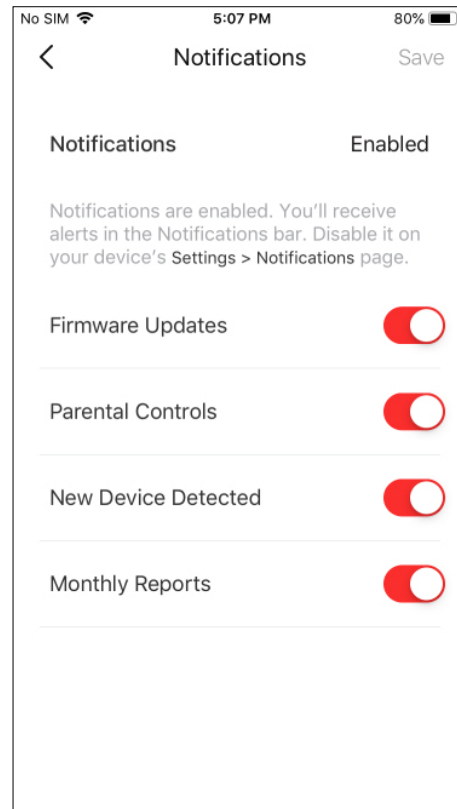 No SIM 5:07 PM 80%
Notifications Save
Notifications Enabled
Notifications are enabled. You'll receive
alerts in the Notifications bar. Disable it on
your device's Settings > Notifications page.
Firmware Updates
Parental Controls
New Device Detected
Monthly Reports